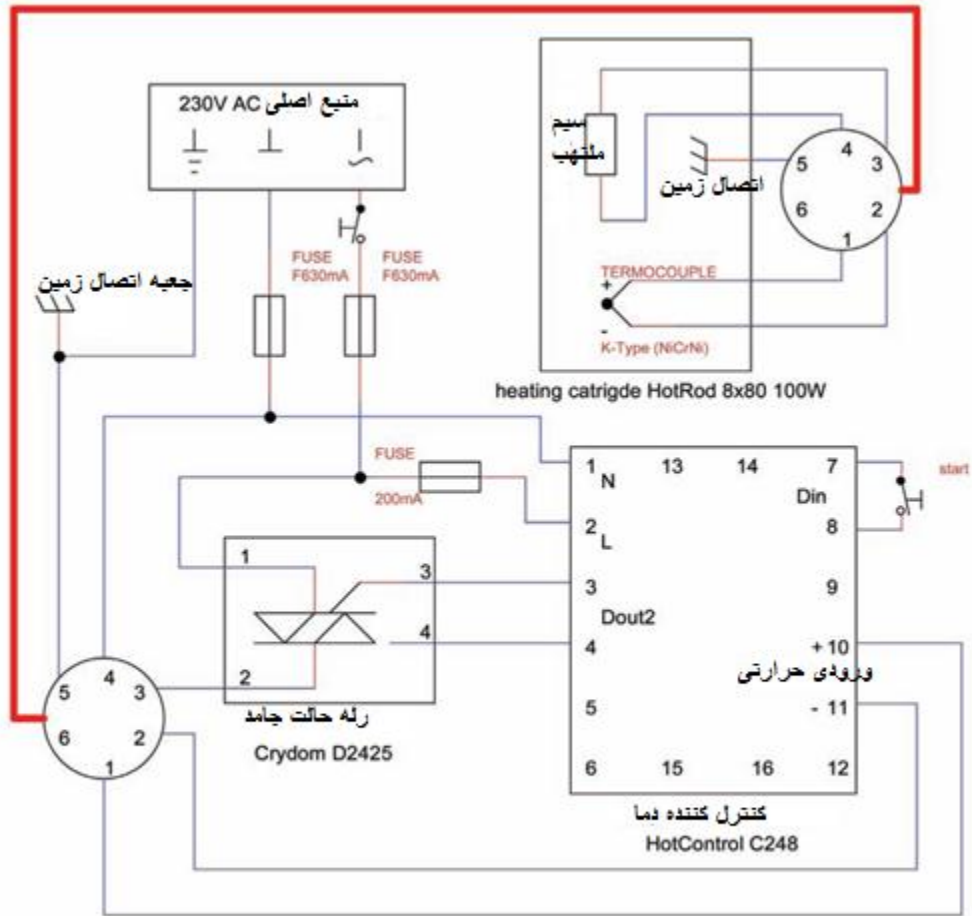 230V AC منبع اصلی
FUSE
F630mA
FUSE
F630mA
جعبه اتصال زمین
سیم
ملتهب
اتصال زمین
4
5
3
6
2
1
TERMOCOUPLE
+
-
K-Type (NiCrNi)
heating catrigde HotRod 8x80 100W
FUSE
200mA
1
3
4
2
رله حالت جامد
Crydom D2425
1
13
14
7
N
Din
2
8
L
3
9
Dout2
4
+ 10
ورودی حرارتی
5
- 11
6
15
16
12
کنترل کننده دما
HotControl C248
start
4
5
3
6
2
1